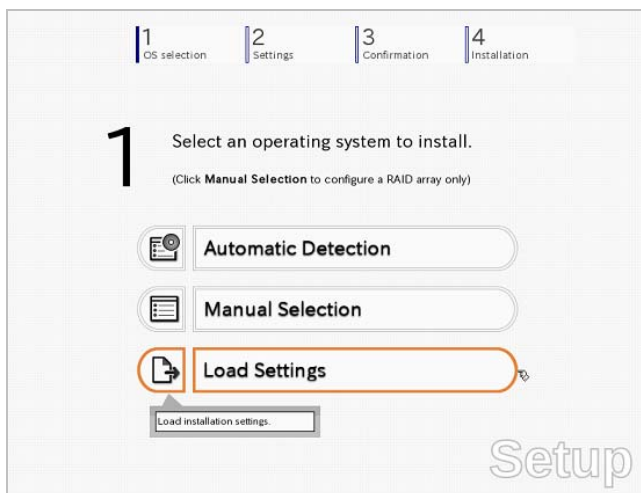 1
OS selection
2
Settings
3
Confirmation
4
Installation
1
Select an operating system to install.
(Click Manual Selection to configure a RAID array only)
Automatic Detection
Manual Selection
Load Settings
Load installation settings.
Setup